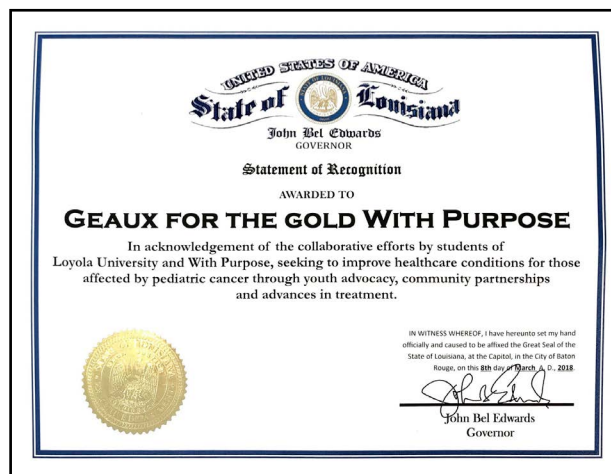 UNITED STATES OF AMERICA
State of Louisiana
John Bel Edwards
GOVERNOR
Statement of Recognition
AWARDED TO
GEAUX FOR THE GOLD WITH PURPOSE
In acknowledgement of the collaborative efforts by students of
Loyola University and With Purpose, seeking to improve healthcare conditions for those
affected by pediatric cancer through youth advocacy, community partnerships
and advances in treatment.
IN WITNESS WHEREOF, I have hereunto set my hand
officially and caused to be affixed the Great Seal of the
State of Louisiana, at the Capitol, in the City of Baton
Rouge, on this 8th day of March A. D., 2018.
John Bel Edwards
Governor